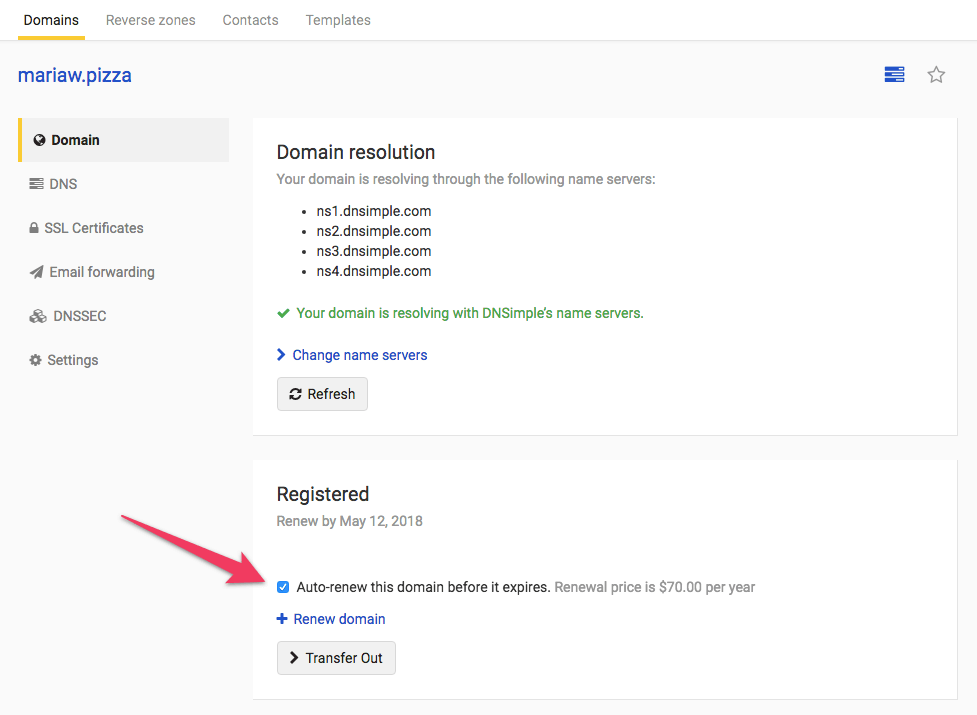 Domains Reverse zones Contacts Templates
mariaw.pizza
Domain
DNS
SSL Certificates
Email forwarding
DNSSEC
Settings
Domain resolution
Your domain is resolving through the following name servers:
ns1.dnsimple.com
ns2.dnsimple.com
ns3.dnsimple.com
ns4.dnsimple.com
Your domain is resolving with DNSimple's name servers.
Change name servers
Refresh
Registered
Renew by May 12, 2018
Auto-renew this domain before it expires. Renewal price is $70.00 per year
Renew domain
Transfer Out